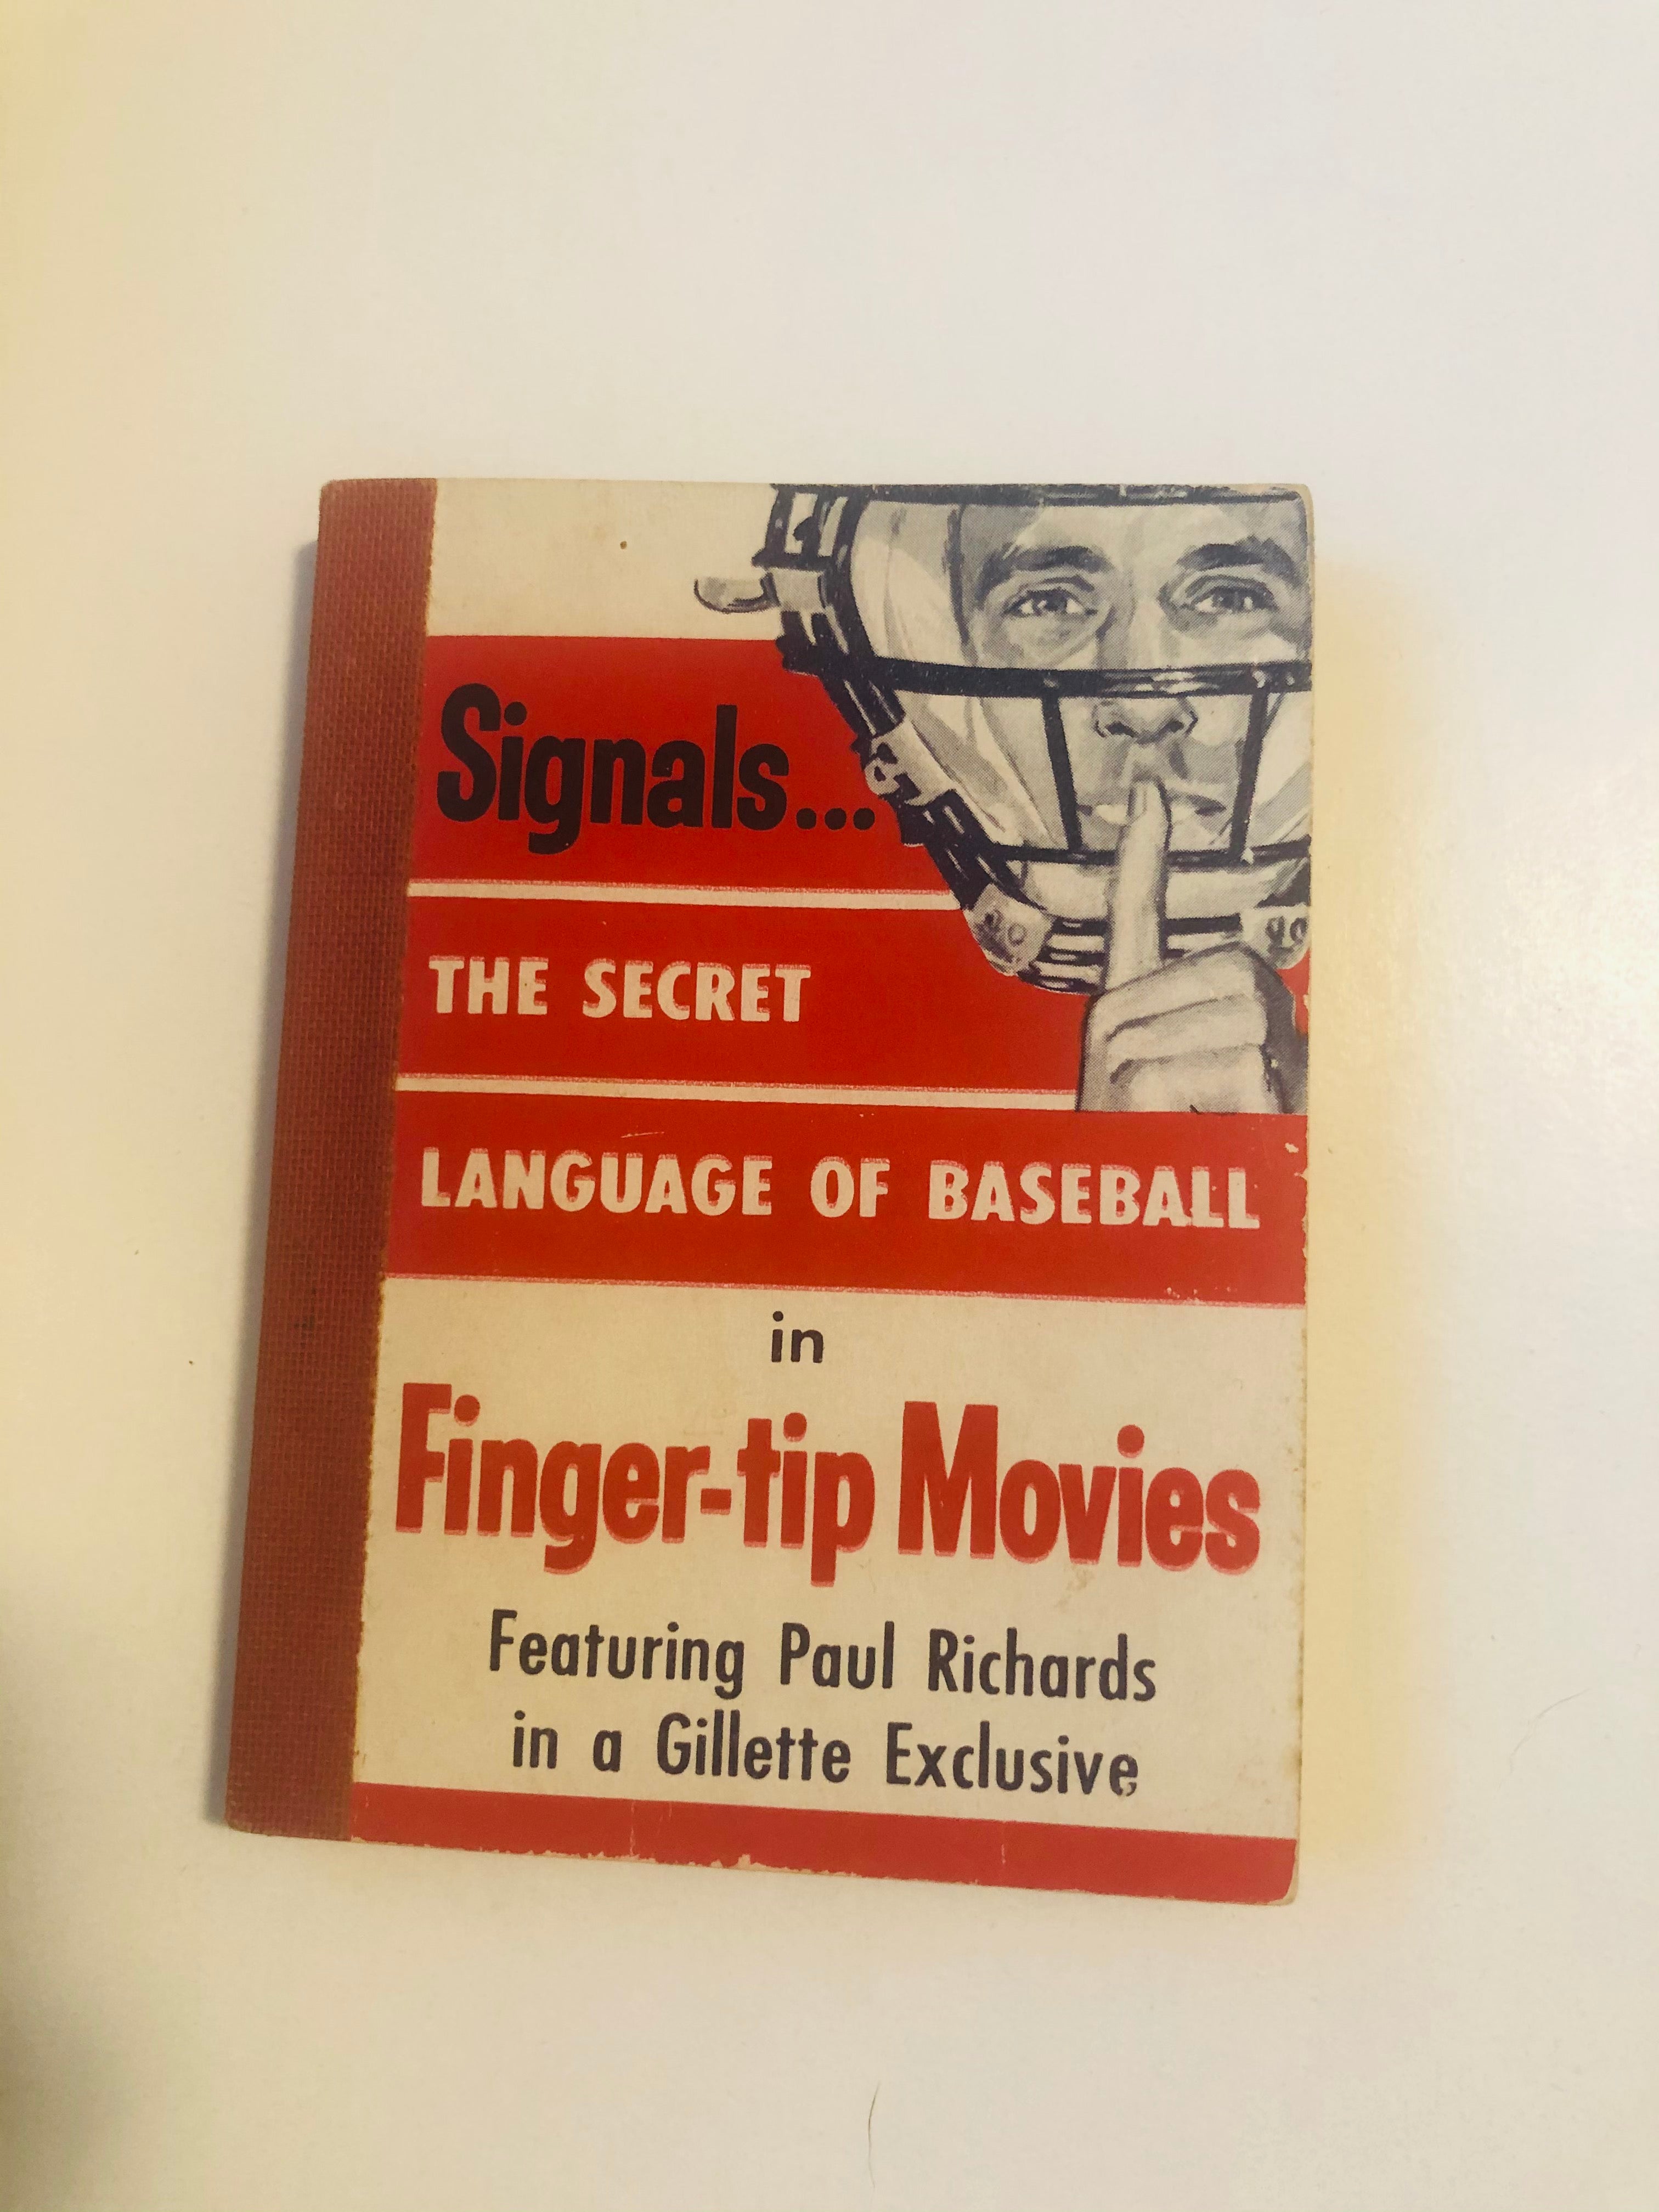 Signals...
THE SECRET
LANGUAGE OF BASEBALL
in
Finger-tip Movies
Featuring Paul Richards
in a Gillette Exclusive